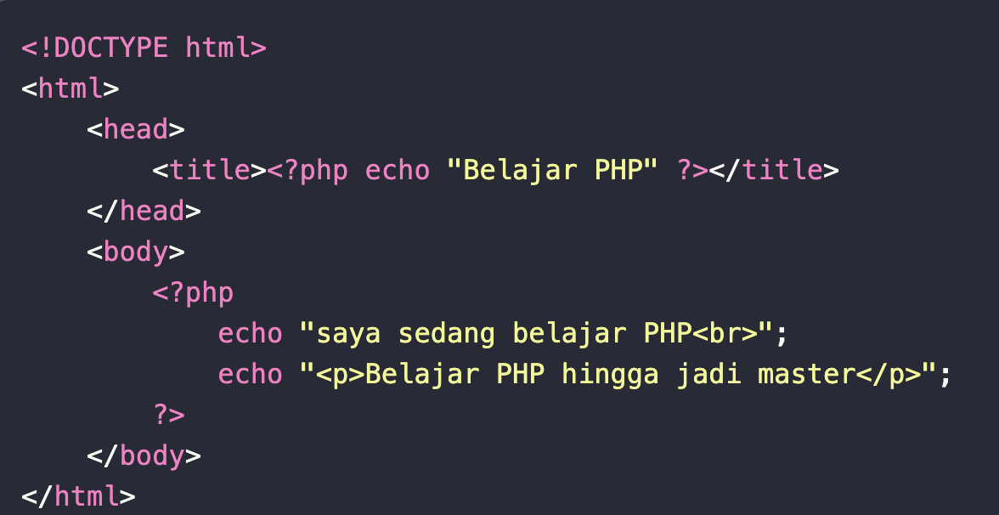 <!DOCTYPE html>
<html>
    <head>
        <title><?php echo "Belajar PHP" ?></title>
    </head>
    <body>
        <?php
            echo "saya sedang belajar PHP<br>";
            echo "<p>Belajar PHP hingga jadi master</p>";
        ?>
    </body>
</html>